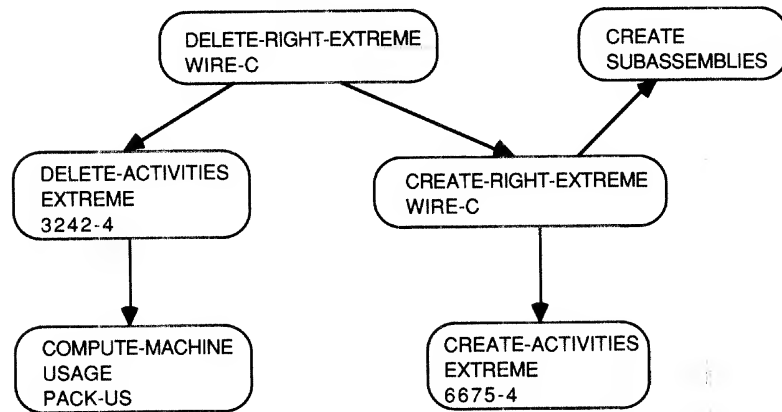 DELETE-RIGHT-EXTREME
WIRE-C
CREATE
SUBASSEMBLIES
DELETE-ACTIVITIES
EXTREME
3242-4
CREATE-RIGHT-EXTREME
WIRE-C
COMPUTE-MACHINE
USAGE
PACK-US
CREATE-ACTIVITIES
EXTREME
6675-4